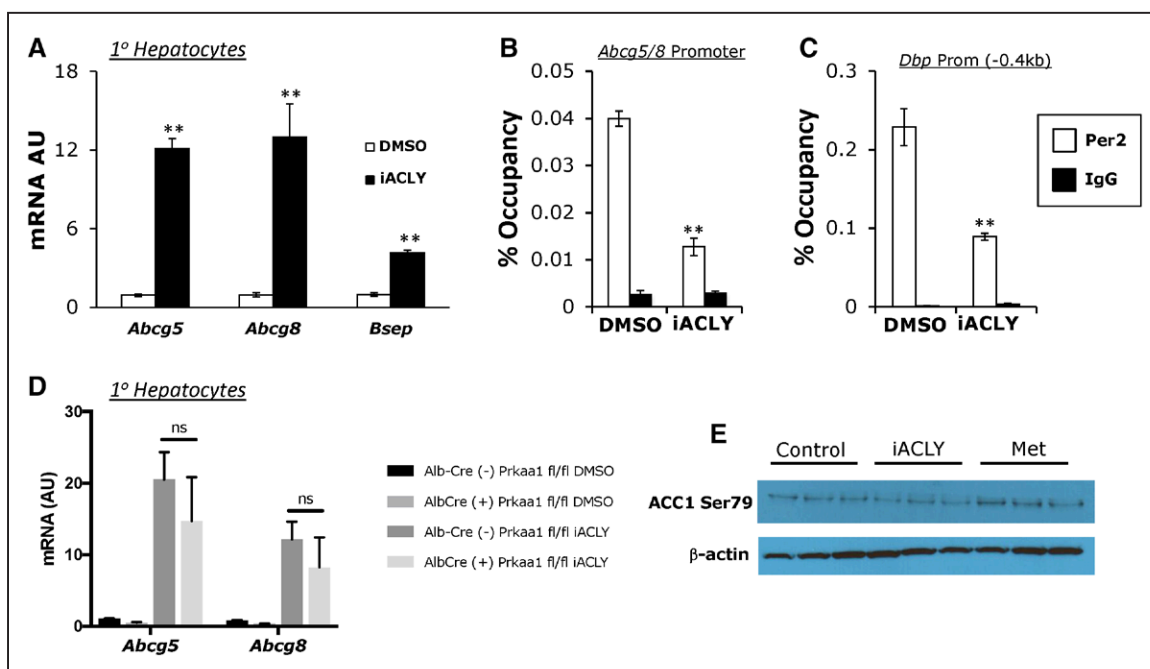 A
1º Hepatocytes
18
12
6
0
mRNA AU
**
**
**
DMSO
iACLY
Abcg5
Abcg8
Bsep
B
Abcg5/8 Promoter
0.05
0.04
0.03
0.02
0.01
0
% Occupancy
**
DMSO
iACLY
C
Dbp Prom (-0.4kb)
0.3
0.2
0.1
0
% Occupancy
**
DMSO
iACLY
Per2
IgG
D
1º Hepatocytes
30
20
10
0
mRNA (AU)
ns
ns
Abcg5
Abcg8
Alb-Cre (-) Prkaa1 fl/fl DMSO
AlbCre (+) Prkaa1 fl/fl DMSO
Alb-Cre (-) Prkaa1 fl/fl iACLY
AlbCre (+) Prkaa1 fl/fl iACLY
E
Control
iACLY
Met
ACC1 Ser79
β-actin